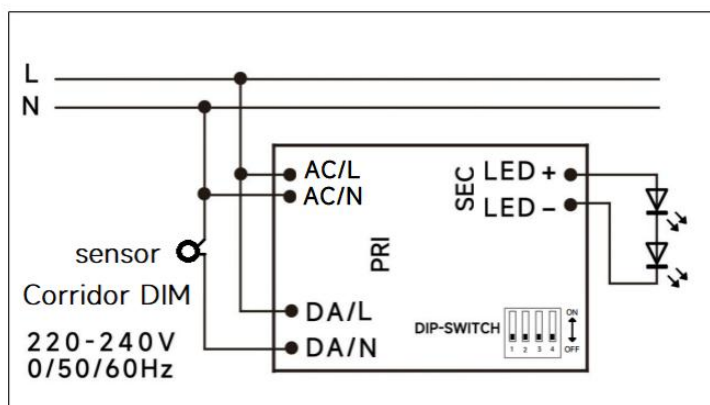 L
N
AC/L
AC/N
PRI
SEC
LED +
LED −
sensor
Corridor DIM
220-240V
0/50/60Hz
DA/L
DA/N
DIP-SWITCH
ON
OFF
1 2 3 4